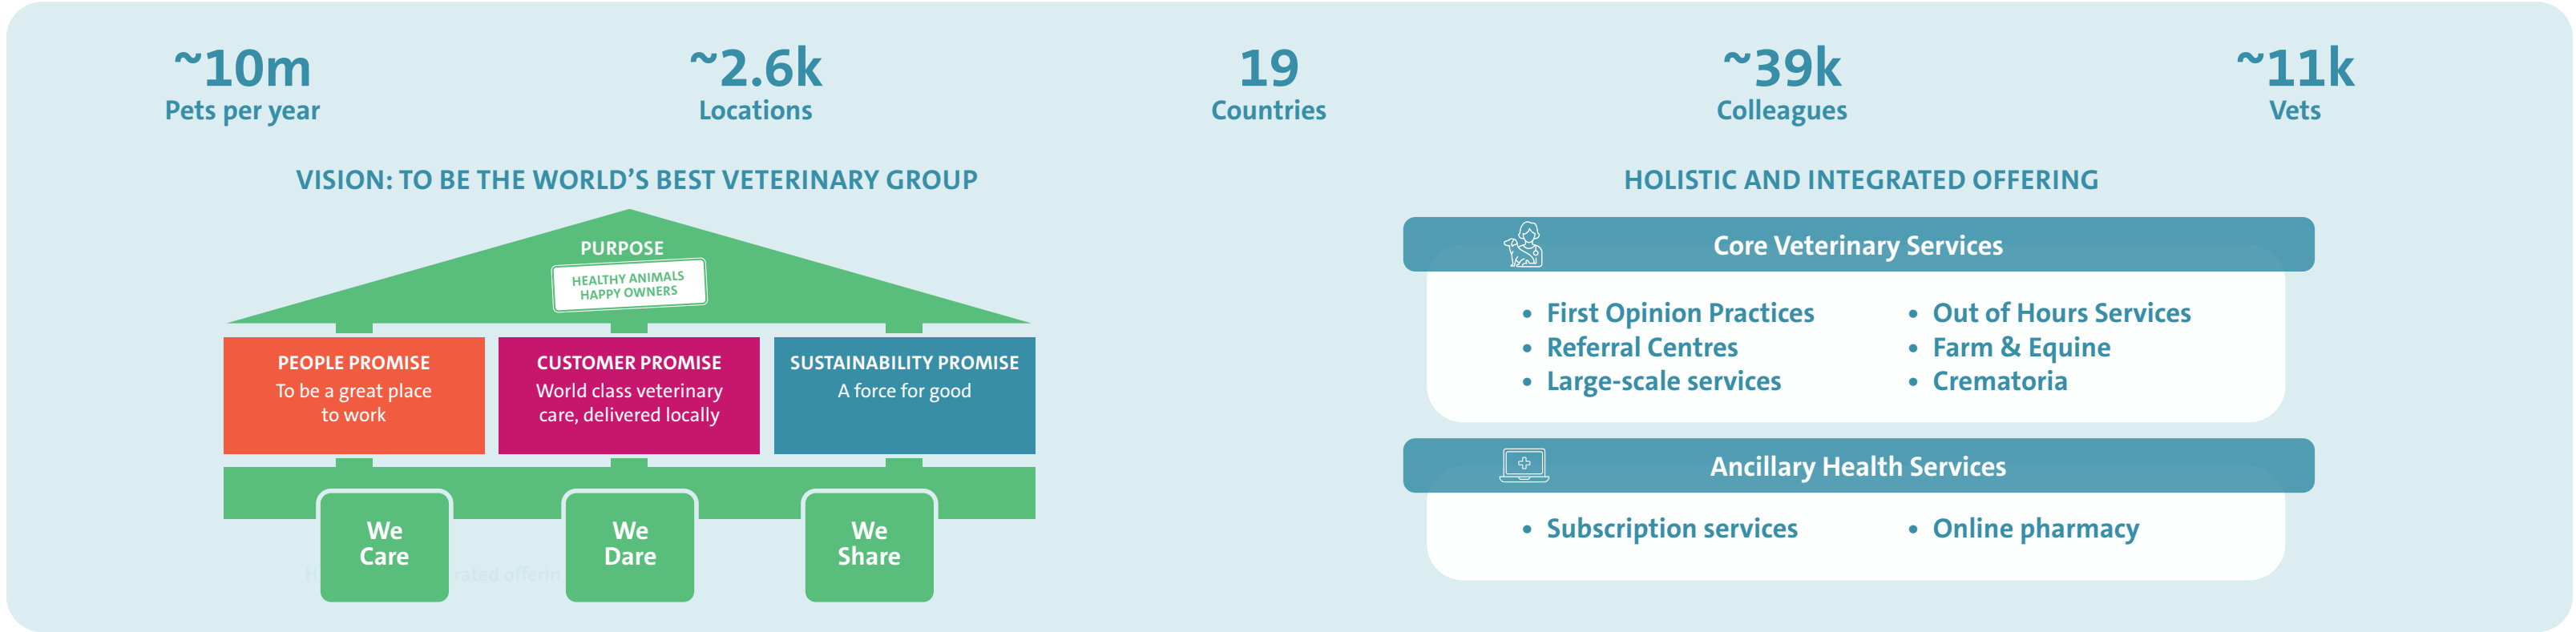 ~10m
Pets per year
~2.6k
Locations
19
Countries
~39k
Colleagues
~11k
Vets
VISION: TO BE THE WORLD’S BEST VETERINARY GROUP
PURPOSE
HEALTHY ANIMALS
HAPPY OWNERS
PEOPLE PROMISE
To be a great place
to work
CUSTOMER PROMISE
World class veterinary
care, delivered locally
SUSTAINABILITY PROMISE
A force for good
We
Care
We
Dare
We
Share
H
rated offerin
HOLISTIC AND INTEGRATED OFFERING
Core Veterinary Services
• First Opinion Practices
• Referral Centres
• Large-scale services
• Out of Hours Services
• Farm & Equine
• Crematoria
Ancillary Health Services
• Subscription services
• Online pharmacy